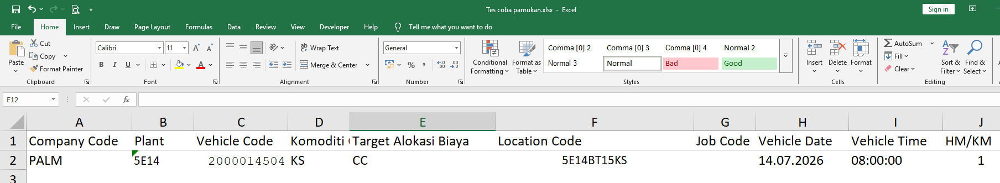 Tes coba pamukan.xlsx - Excel
Sign in
File Home Insert Draw Page Layout Formulas Data Review View Developer Help Tell me what you want to do
Cut
Copy
Format Painter
Paste
Clipboard
Calibri 11
B I U A
Font
ab Wrap Text
Merge & Center
Alignment
General
% ,
Number
Conditional Formatting
Format as Table
Comma [0] 2 Comma [0] 3 Comma [0] 4 Normal 2
Normal 3 Normal Bad Good
Styles
Insert Delete Format
Cells
AutoSum
Fill
Clear
Sort & Filter
Find & Select
Editing
E12 fx
A B C D E F G H I J
1 Company Code Plant Vehicle Code Komoditi Target Alokasi Biaya Location Code Job Code Vehicle Date Vehicle Time HM/KM
2 PALM 5E14 2000014504 KS CC 5E14BT15KS 14.07.2026 08:00:00 1
3